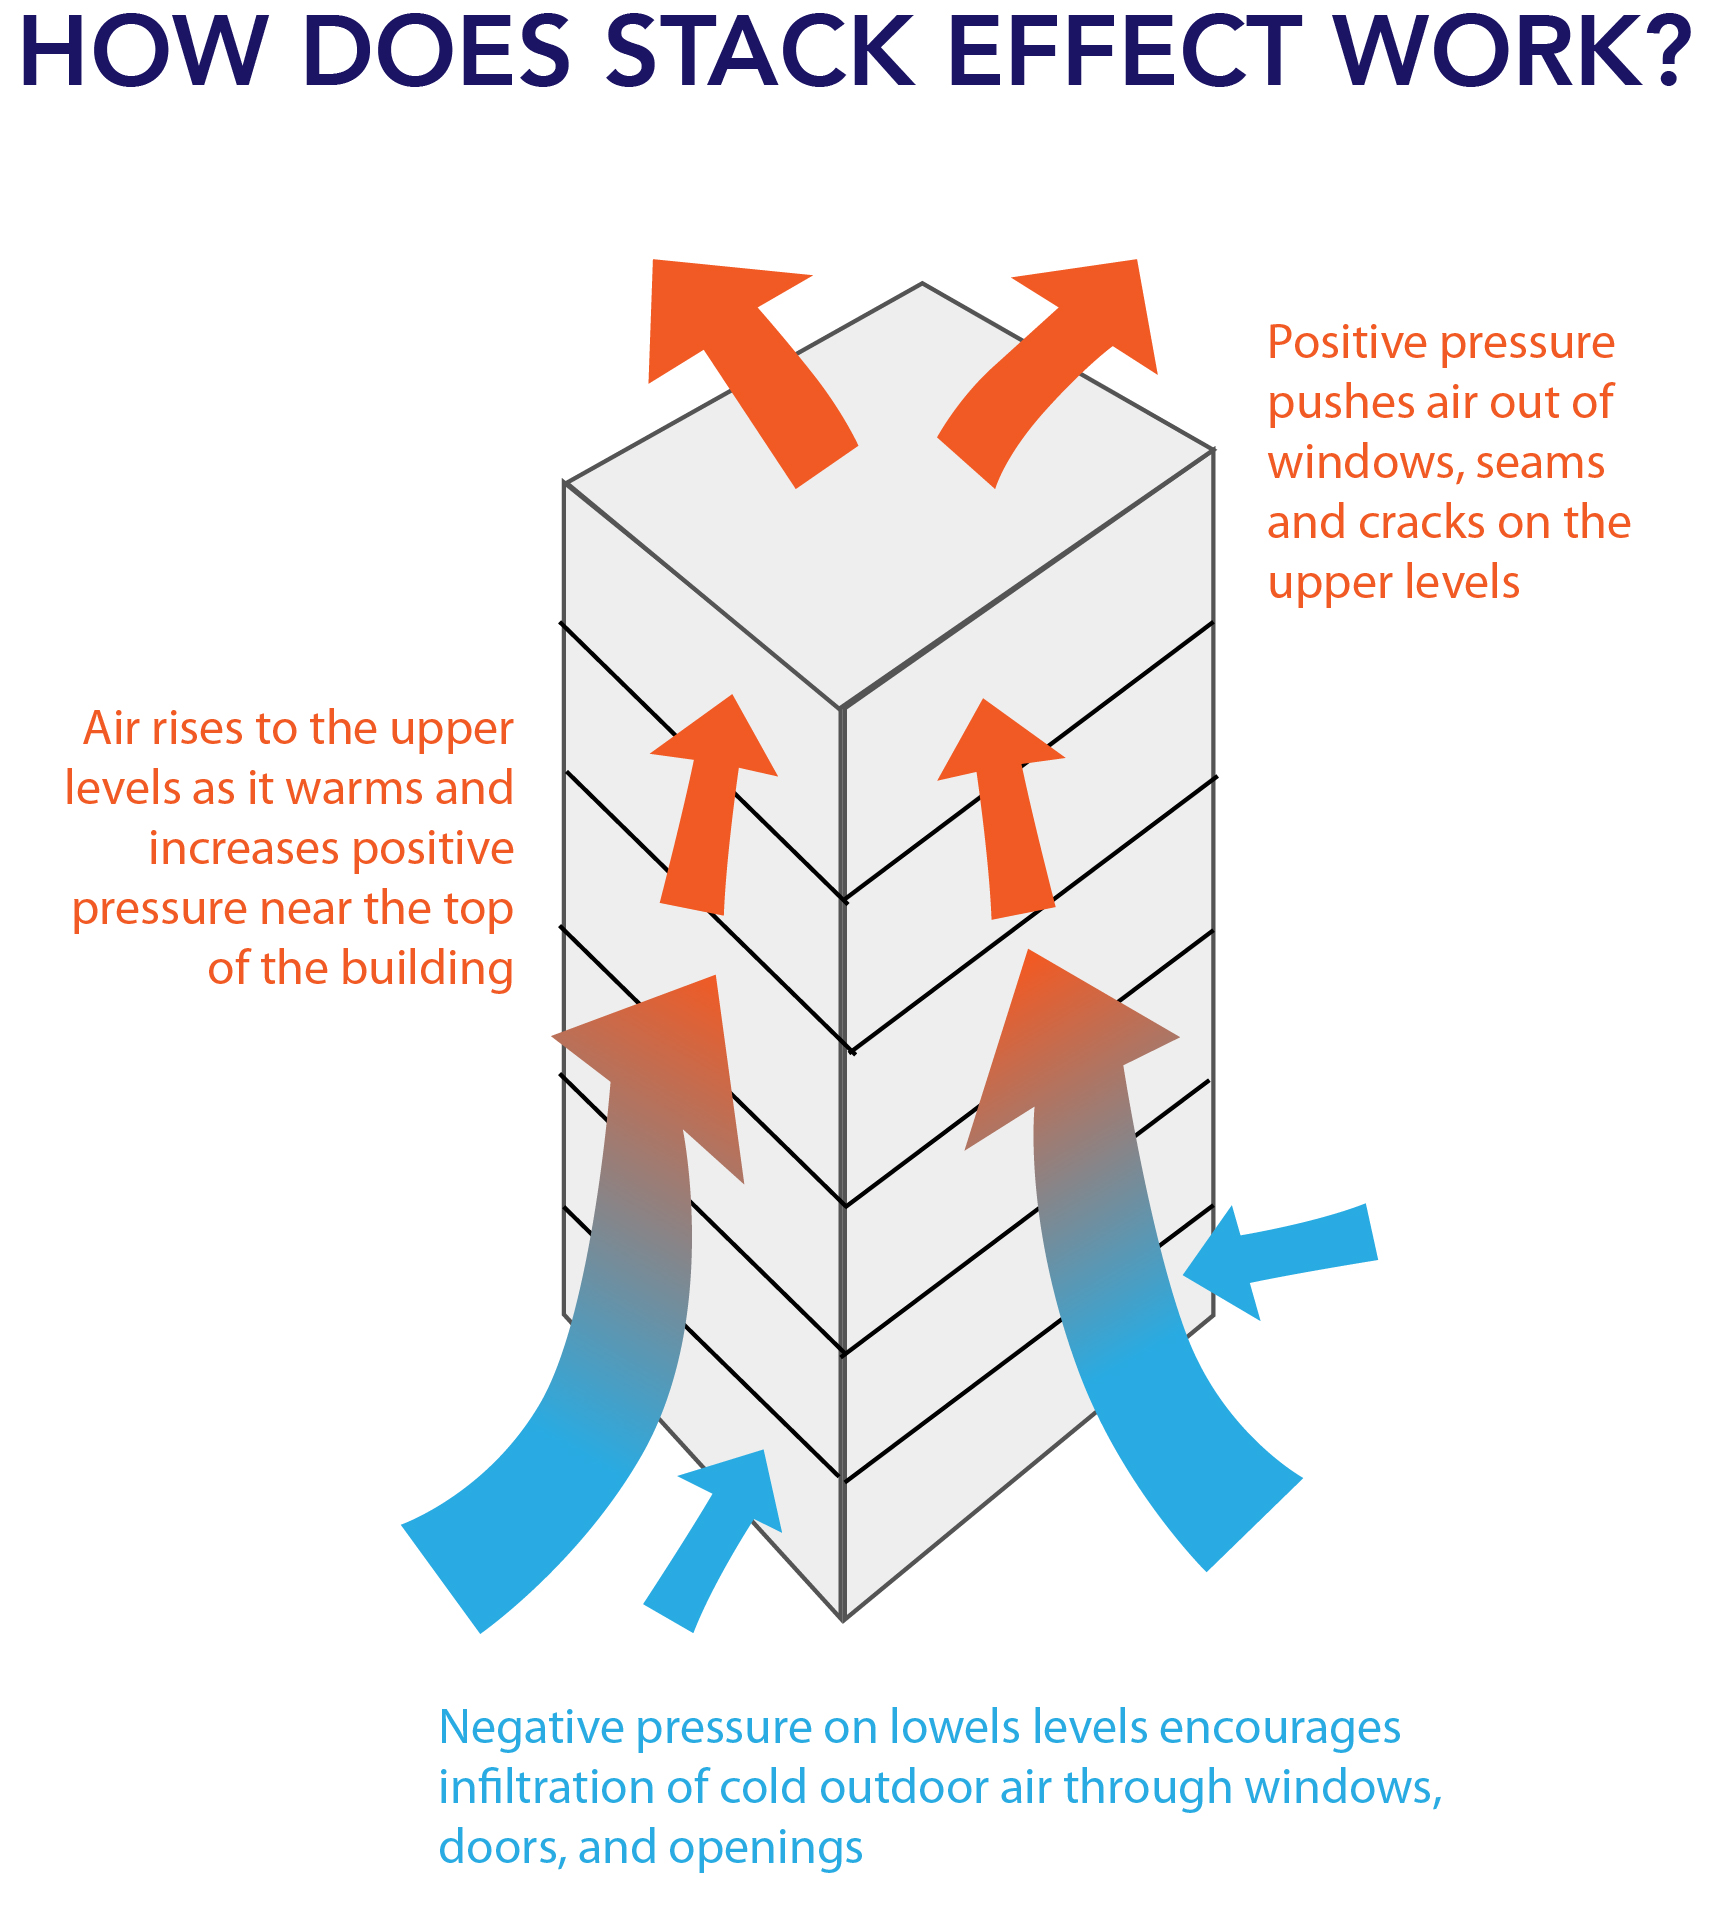 HOW DOES STACK EFFECT WORK?
Positive pressure
pushes air out of
windows, seams
and cracks on the
upper levels
Air rises to the upper
levels as it warms and
increases positive
pressure near the top
of the building
Negative pressure on lowels levels encourages
infiltration of cold outdoor air through windows,
doors, and openings